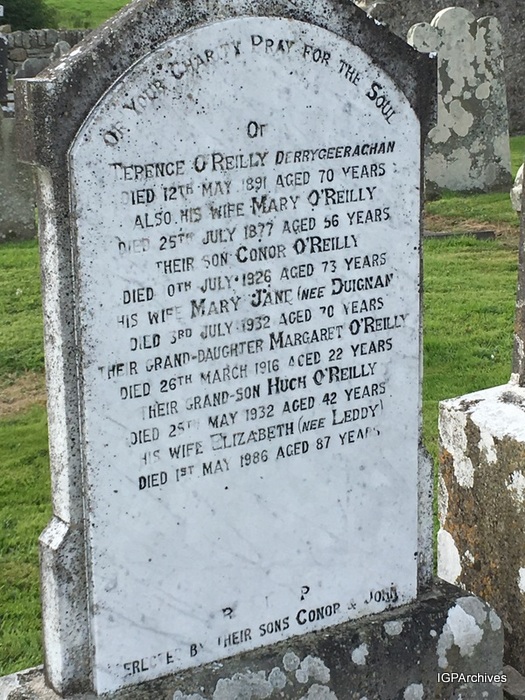 OF YOUR CHARITY PRAY FOR THE SOUL
OF
TERENCE O'REILLY DERRYGEERAGHAN
DIED 12TH MAY 1891 AGED 70 YEARS
ALSO HIS WIFE MARY O'REILLY
DIED 25TH JULY 1877 AGED 56 YEARS
THEIR SON CONOR O'REILLY
DIED 0TH JULY 1926 AGED 73 YEARS
HIS WIFE MARY JANE (NEE DUIGNAN
DIED 3RD JULY 1932 AGED 70 YEARS
THEIR GRAND-DAUGHTER MARGARET O'REILLY
DIED 26TH MARCH 1916 AGED 22 YEARS
THEIR GRAND-SON HUGH O'REILLY
DIED 25TH MAY 1932 AGED 42 YEARS
HIS WIFE ELIZABETH (NEE LEDDY)
DIED 1ST MAY 1986 AGED 87 YEARS
R P
ERECTED BY THEIR SONS CONOR & JOHN
IGPArchives